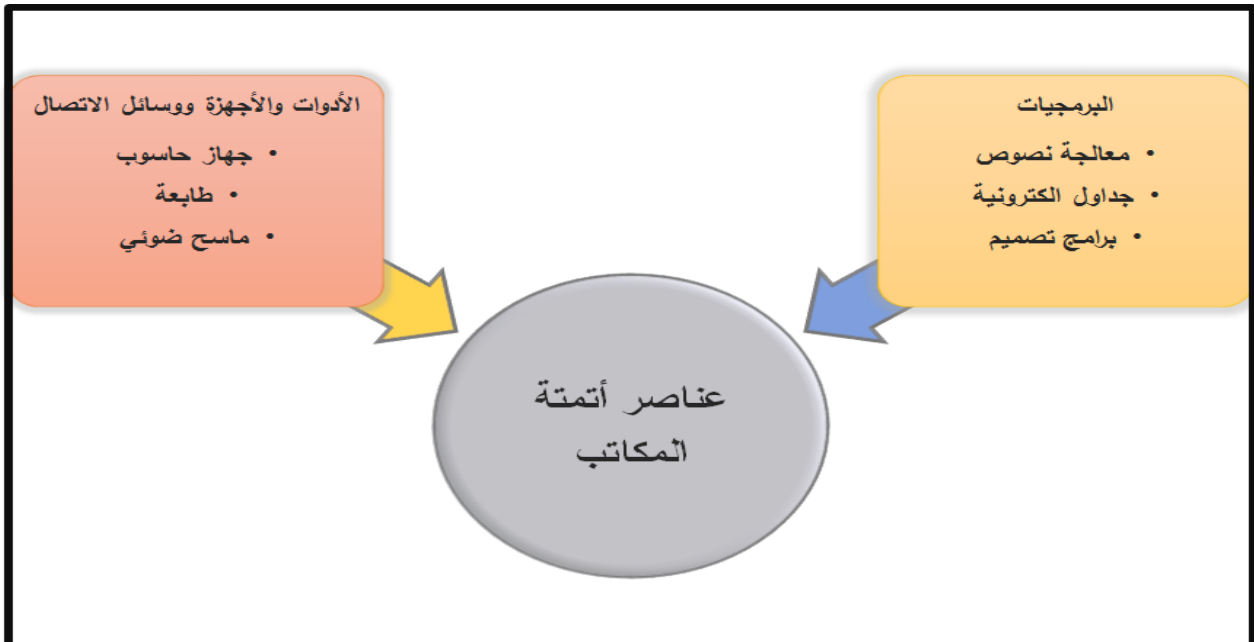 البرمجيات
• معالجة نصوص
• جداول الكترونية
• برامج تصميم
الأدوات والأجهزة ووسائل الاتصال
• جهاز حاسوب
• طابعة
• ماسح ضوئي
عناصر أتمتة
المكاتب